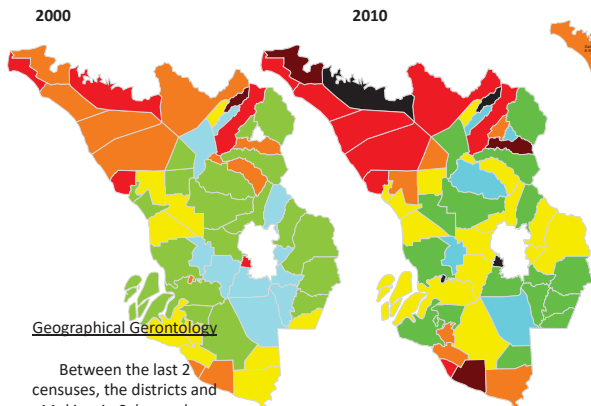 2000
2010
Geographical Gerontology
Between the last 2
censuses, the districts and